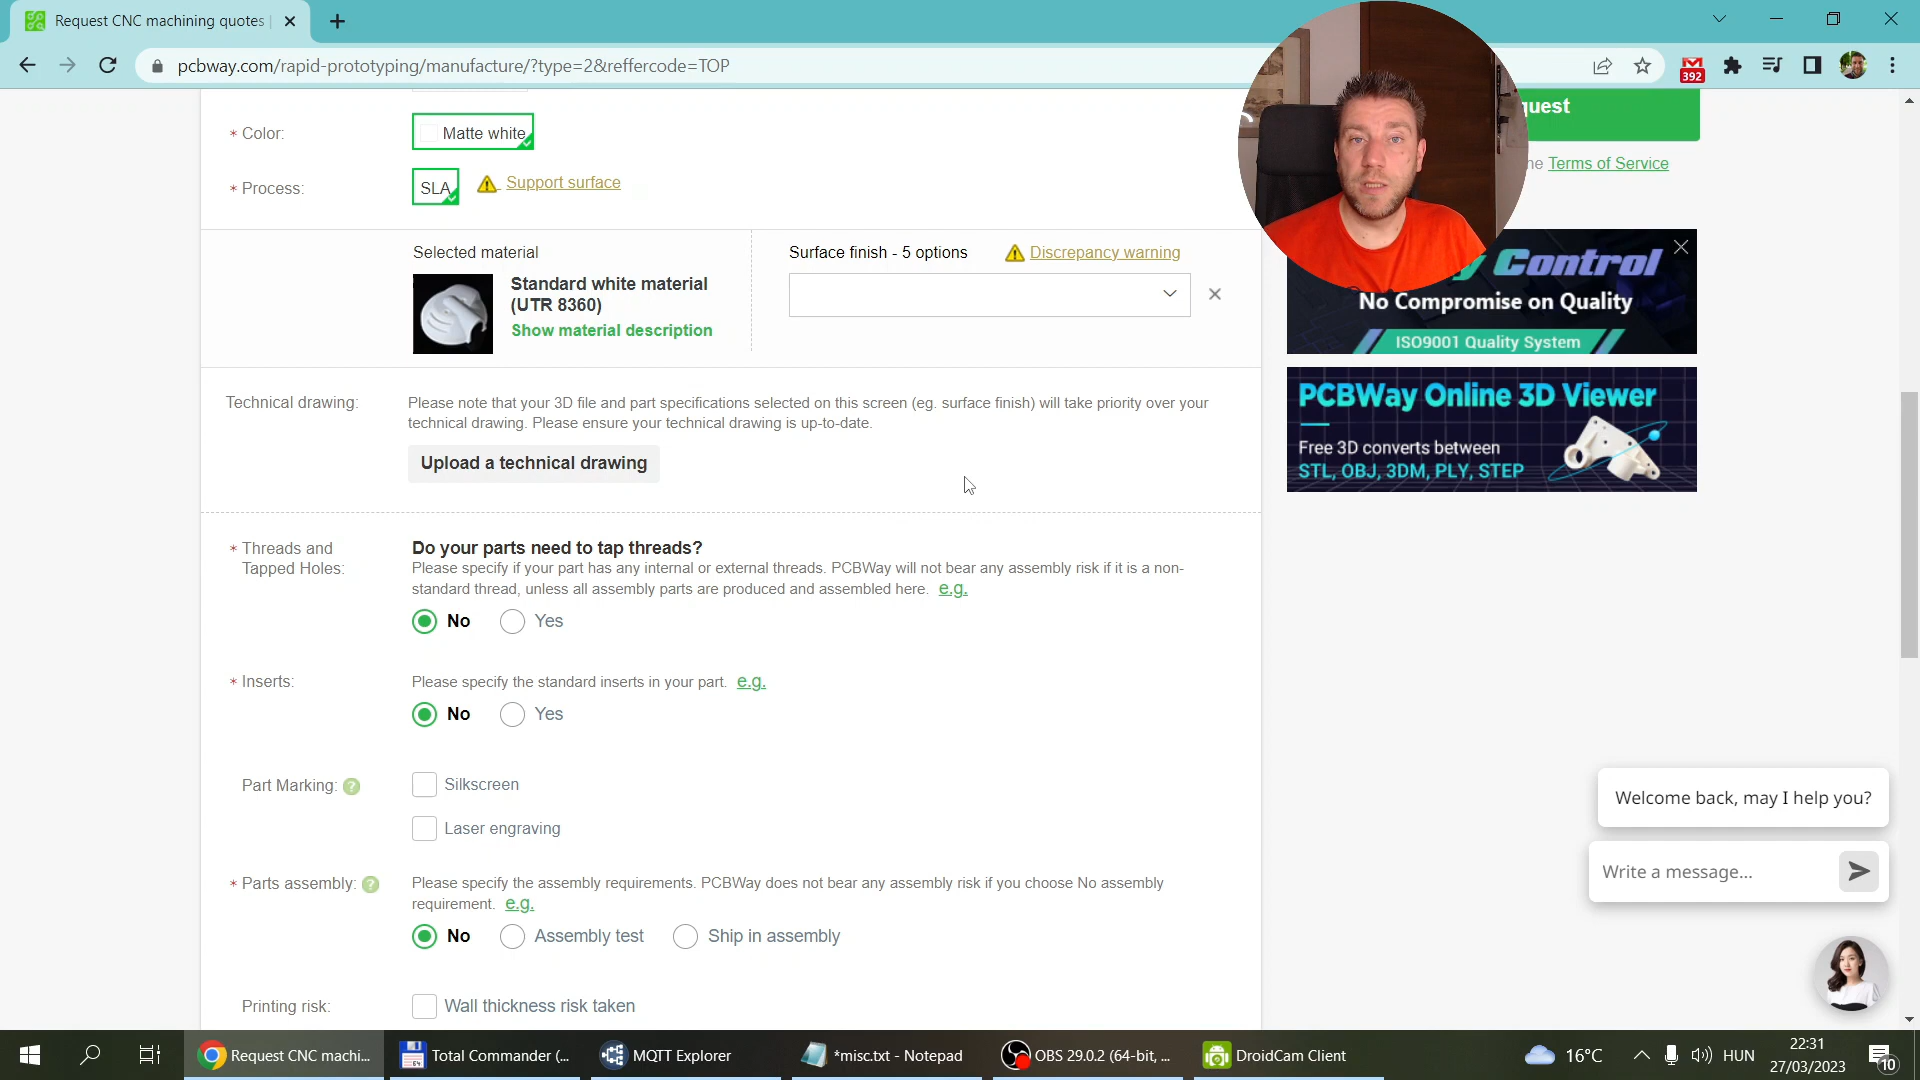 Request CNC machining quotes
pcbway.com/rapid-prototyping/manufacture/?type=2&reffercode=TOP
392
* Color:
Matte white
* Process:
SLA
Support surface
quest
Terms of Service
Selected material
Standard white material
(UTR 8360)
Show material description
Surface finish - 5 options
Discrepancy warning
Control
No Compromise on Quality
ISO9001 Quality System
PCBWay Online 3D Viewer
Free 3D converts between
STL, OBJ, 3DM, PLY, STEP
Technical drawing:
Please note that your 3D file and part specifications selected on this screen (eg. surface finish) will take priority over your
technical drawing. Please ensure your technical drawing is up-to-date.
Upload a technical drawing
* Threads and
Tapped Holes:
Do your parts need to tap threads?
Please specify if your part has any internal or external threads. PCBWay will not bear any assembly risk if it is a non-
standard thread, unless all assembly parts are produced and assembled here. e.g.
No
Yes
* Inserts:
Please specify the standard inserts in your part. e.g.
No
Yes
Part Marking: ?
Silkscreen
Laser engraving
* Parts assembly: ?
Please specify the assembly requirements. PCBWay does not bear any assembly risk if you choose No assembly
requirement. e.g.
No
Assembly test
Ship in assembly
Printing risk:
Wall thickness risk taken
Welcome back, may I help you?
Write a message...
Request CNC machi...
64
Total Commander (...
MQTT Explorer
*misc.txt - Notepad
OBS 29.0.2 (64-bit, ...
DroidCam Client
16°C
HUN
22:31
27/03/2023
10